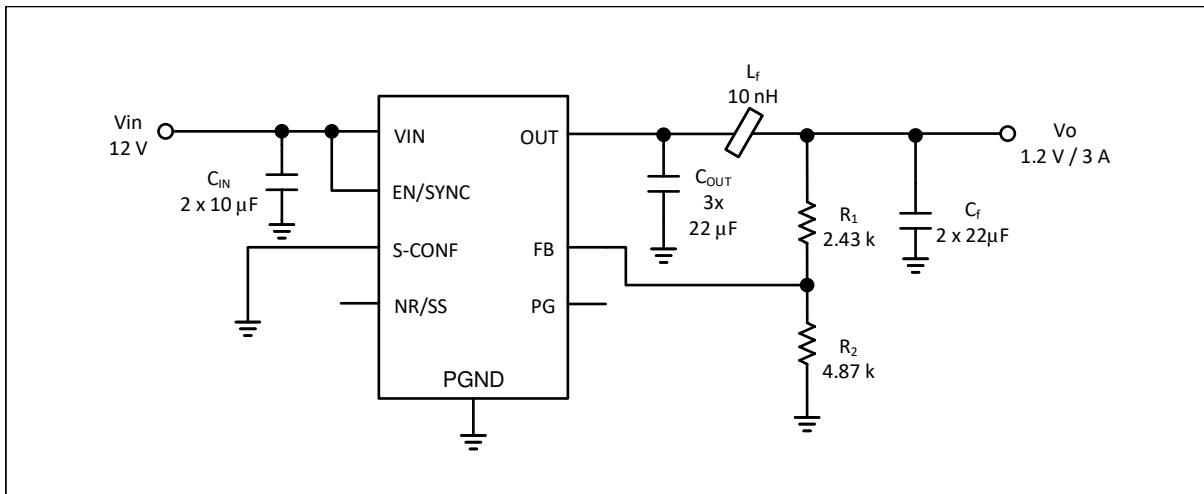 Vin
12 V
C_IN
2 x 10 µF
VIN
EN/SYNC
S-CONF
NR/SS
OUT
FB
PG
PGND
C_OUT
3x
22 µF
L_f
10 nH
R_1
2.43 k
R_2
4.87 k
C_f
2 x 22µF
Vo
1.2 V / 3 A